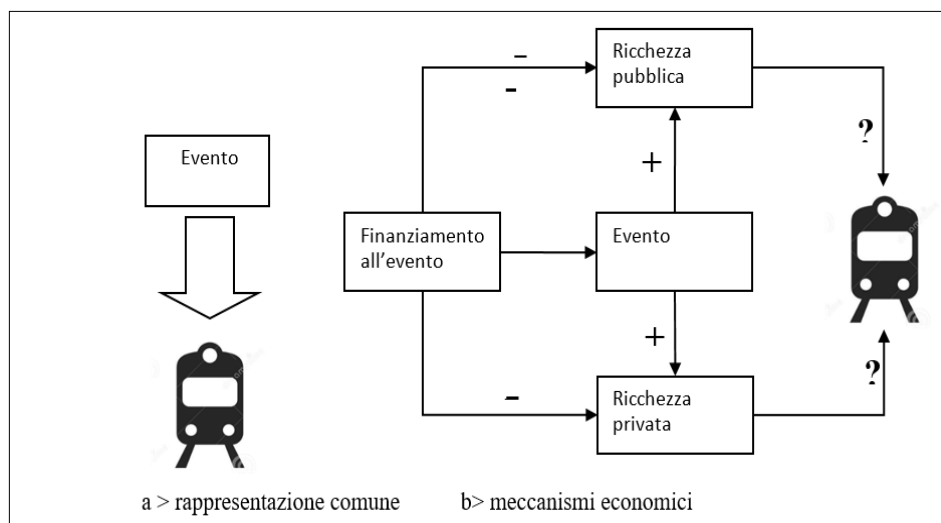 Evento
a > rappresentazione comune
–
-
Ricchezza
pubblica
?
+
Finanziamento
all'evento
Evento
+
?
-
Ricchezza
privata
b> meccanismi economici